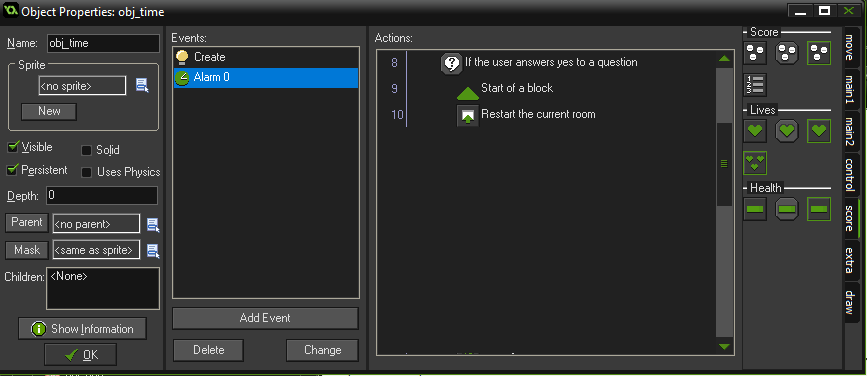 Object Properties: obj_time
Name: obj_time
Sprite
<no sprite>
New
Visible
Solid
Persistent
Uses Physics
Depth: 0
Parent <no parent>
Mask <same as sprite>
Children: <None>
Show Information
OK
Events:
Create
Alarm 0
Add Event
Delete
Change
Actions:
8 If the user answers yes to a question
9 Start of a block
10 Restart the current room
Score
1
2
3
Lives
Health
move
main1
main2
control
score
extra
draw